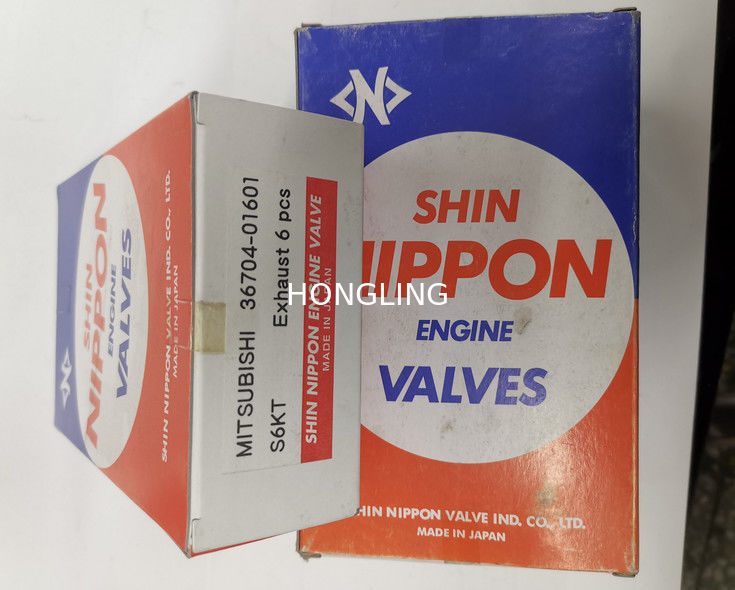 SHIN
NIPPON
ENGINE
VALVES
SHIN NIPPON VALVE IND. CO., LTD.
MADE IN JAPAN
MITSUBISHI 36704-01601
S6KT Exhaust 6 pcs
SHIN NIPPON ENGINE VALVE
MADE IN JAPAN
HONGLING
SHIN
NIPPON
ENGINE
VALVES
SHIN NIPPON VALVE IND. CO., LTD.
MADE IN JAPAN